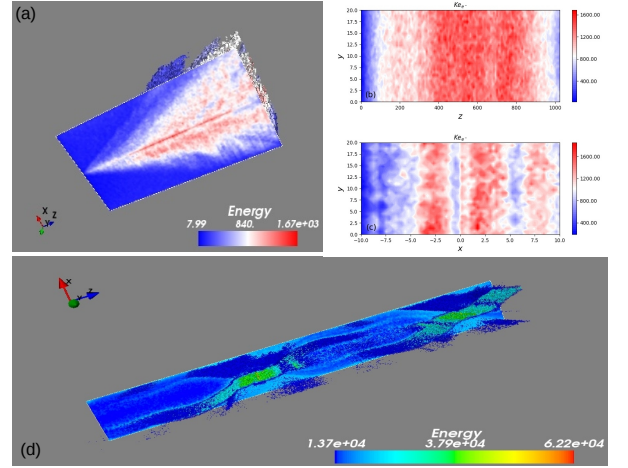 (a)
X
Z
Y
Energy
7.99 840. 1.67e+03
Ke_e-
20.0
17.5
15.0
12.5
10.0
7.5
5.0
2.5
0.0
y
(b)
0 200 400 600 800 1000
z
1600.00
1200.00
800.00
400.00
Ke_e-
20.0
17.5
15.0
12.5
10.0
7.5
5.0
2.5
0.0
y
(c)
-10.0 -7.5 -5.0 -2.5 0.0 2.5 5.0 7.5 10.0
x
1600.00
1200.00
800.00
400.00
X
Z
(d)
Energy
1.37e+04 3.79e+04 6.22e+04